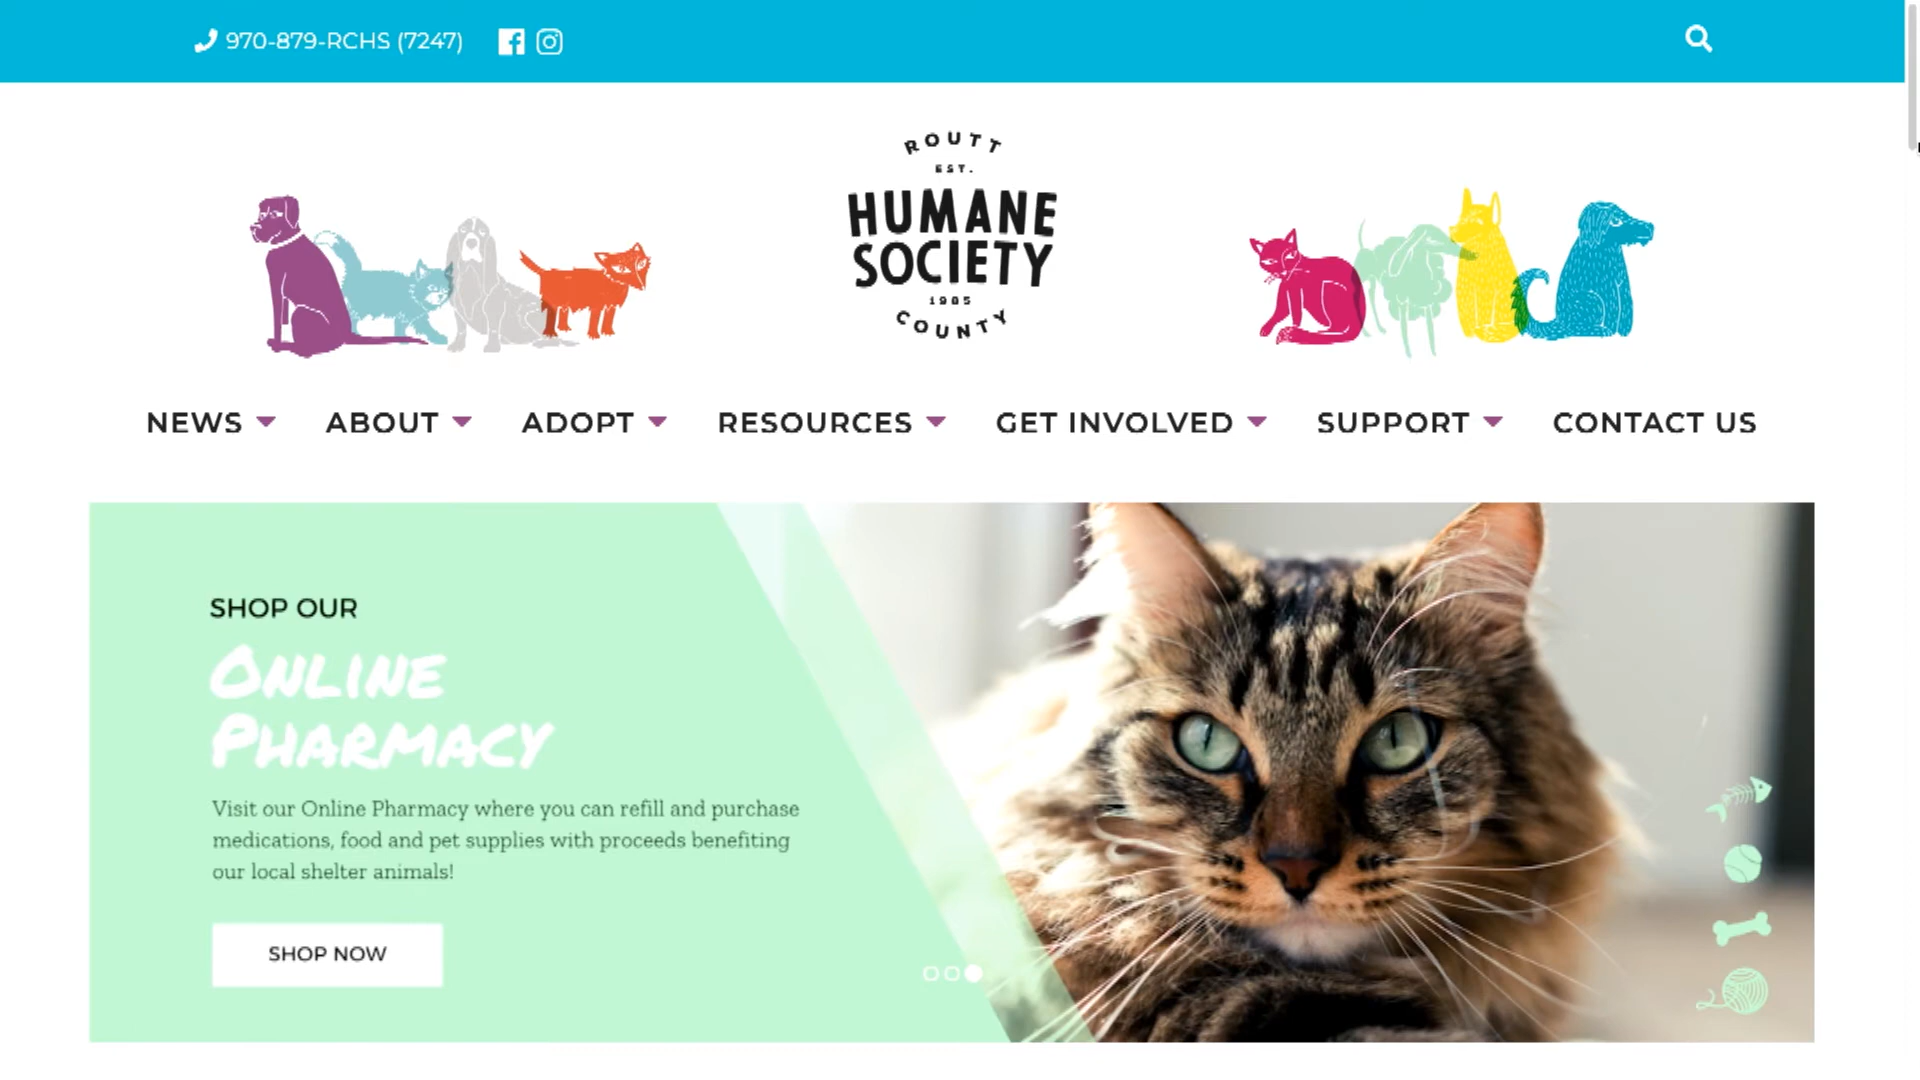 970-879-RCHS (7247)
ROUTT
EST.
HUMANE
SOCIETY
1985
COUNTY
NEWS ABOUT ADOPT RESOURCES GET INVOLVED SUPPORT CONTACT US
SHOP OUR
ONLINE
PHARMACY
Visit our Online Pharmacy where you can refill and purchase
medications, food and pet supplies with proceeds benefiting
our local shelter animals!
SHOP NOW